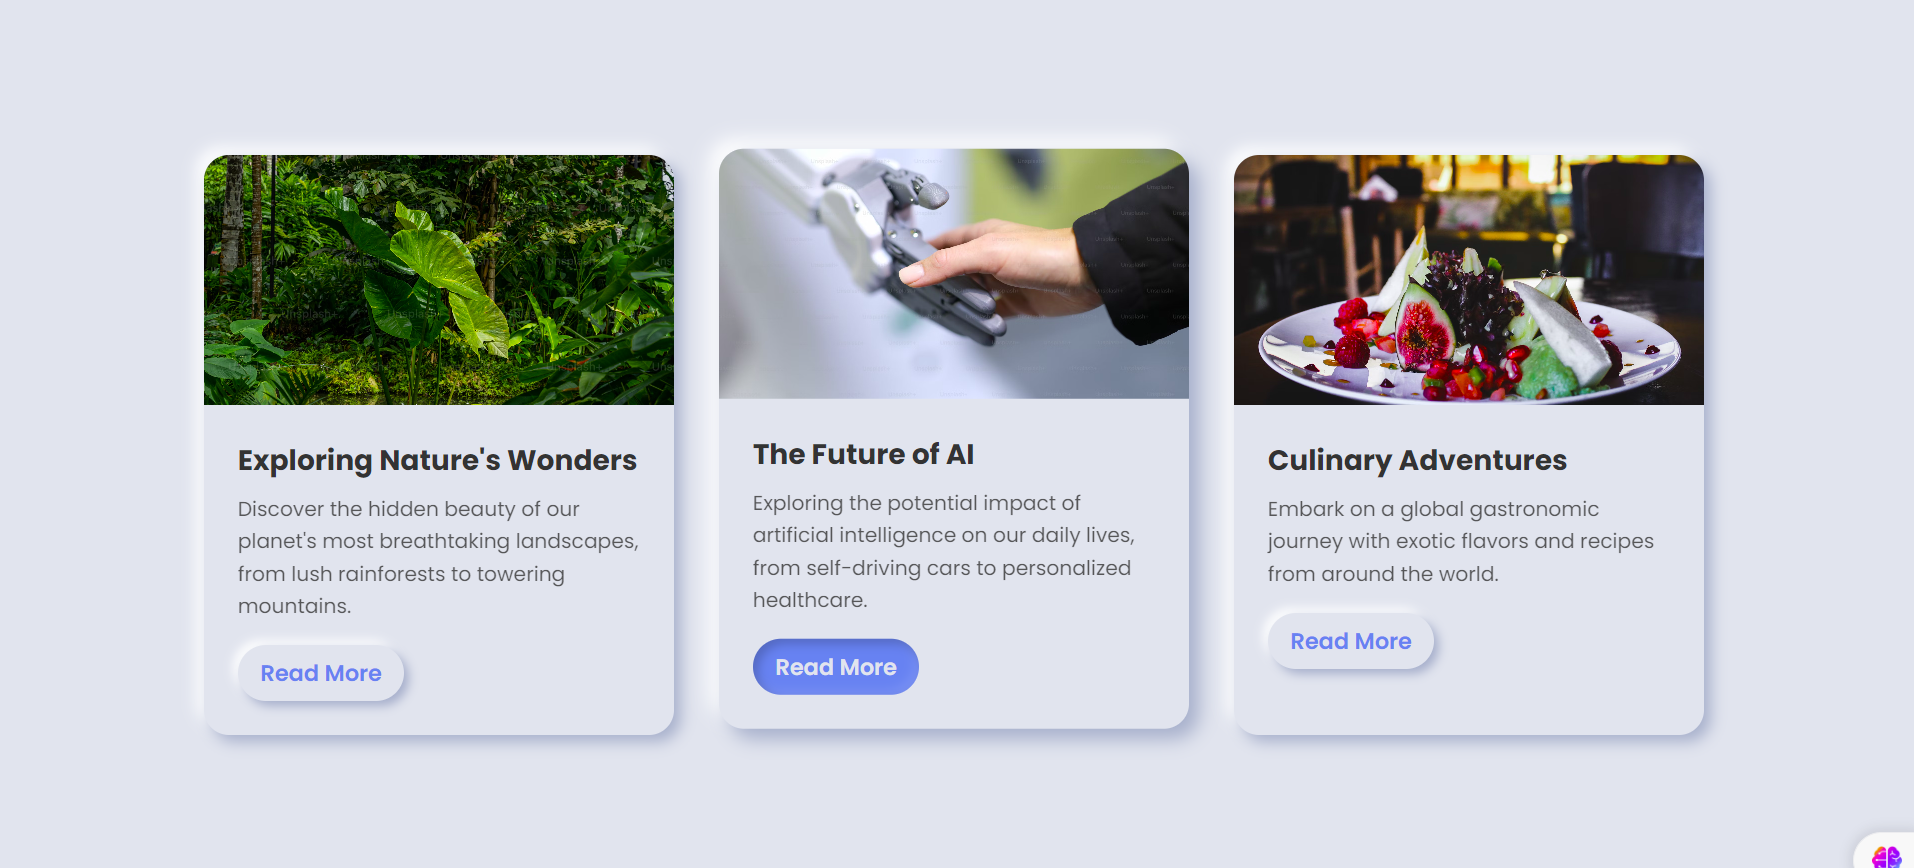 Exploring Nature's Wonders
Discover the hidden beauty of our
planet's most breathtaking landscapes,
from lush rainforests to towering
mountains.
Read More
The Future of AI
Exploring the potential impact of
artificial intelligence on our daily lives,
from self-driving cars to personalized
healthcare.
Read More
Culinary Adventures
Embark on a global gastronomic
journey with exotic flavors and recipes
from around the world.
Read More